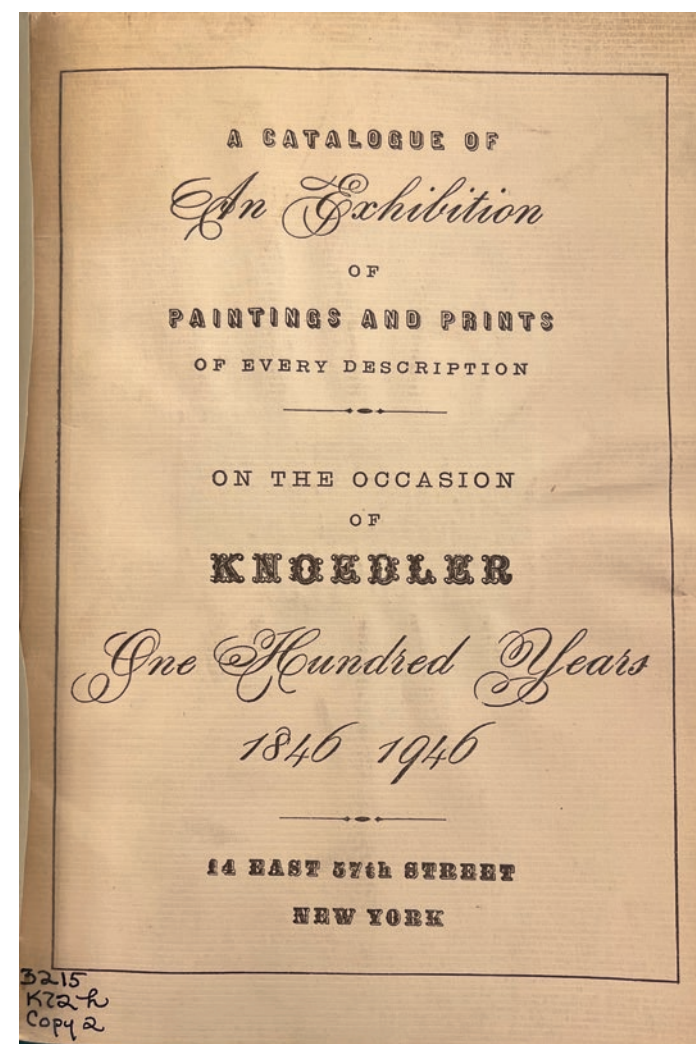 A CATALOGUE OF
An Exhibition
OF
PAINTINGS AND PRINTS
OF EVERY DESCRIPTION
ON THE OCCASION
OF
KNOEDLER
One Hundred Years
1846 1946
14 EAST 57th STREET
NEW YORK
3215
K72h
Copy 2